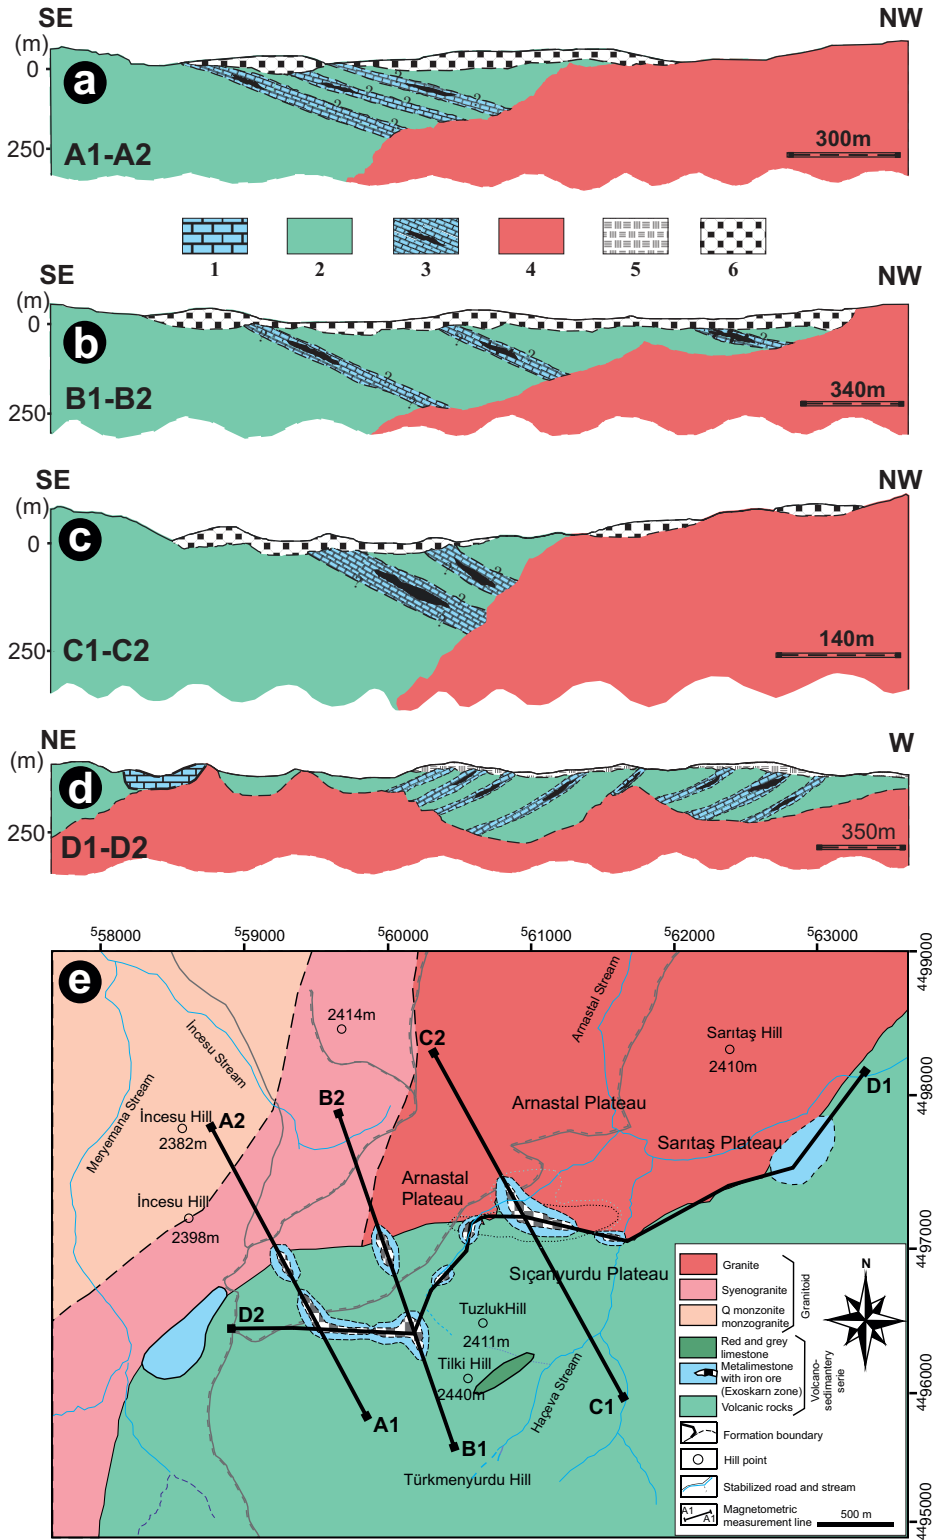 SE NW
(m)
0
a
250
A1-A2
300m
1 2 3 4 5 6
SE NW
(m)
0
b
B1-B2
340m
250
SE NW
(m)
0
c
C1-C2
250
140m
NE W
(m)
d
250
D1-D2
350m
e
558000 559000 560000 561000 562000 563000
4499000
4498000
4497000
4496000
4495000
2414m
İncesu Stream
Meryemana Stream
Arnastal Stream
C2
Sarıtaş Hill
2410m
D1
B2
İncesu Hill
A2
2382m
Arnastal Plateau
Sarıtaş Plateau
Arnastal
Plateau
İncesu Hill
2398m
Sıçanyurdu Plateau
D2
TuzlukHill
2411m
Tilki Hill
2440m
Haçeva Stream
A1
B1
C1
Türkmenyurdu Hill
Granite
Syenogranite
Q monzonite
monzogranite
Granitoid
Red and grey
limestone
Metalimestone
with iron ore
(Exoskarn zone)
Volcanic rocks
Volcano-
sedimantery
serie
Formation boundary
Hill point
Stabilized road and stream
A1
A1
Magnetometric
measurement line
N
500 m